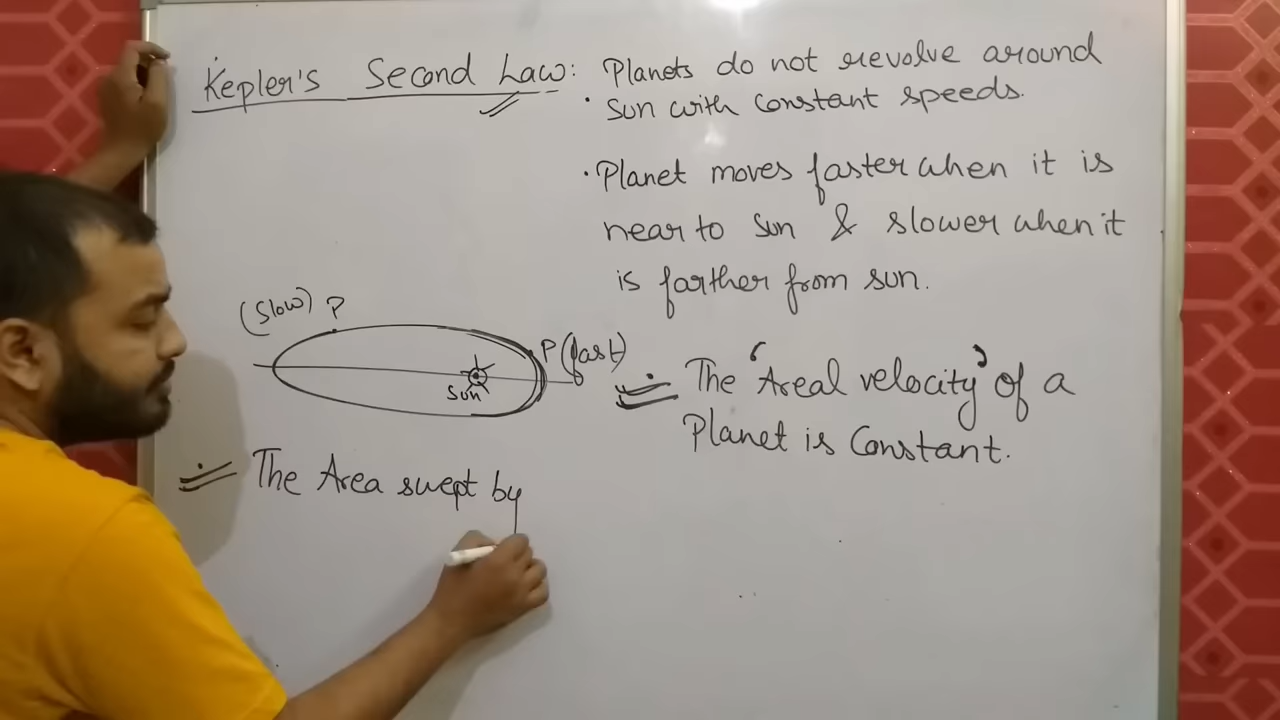 Kepler's Second Law:
· Planets do not revolve around
Sun with Constant speeds.
· Planet moves faster when it is
near to Sun & slower when it
is farther from sun.
(Slow) P
P (fast)
Sun
The 'Areal velocity' of a
Planet is Constant.
The Area swept by